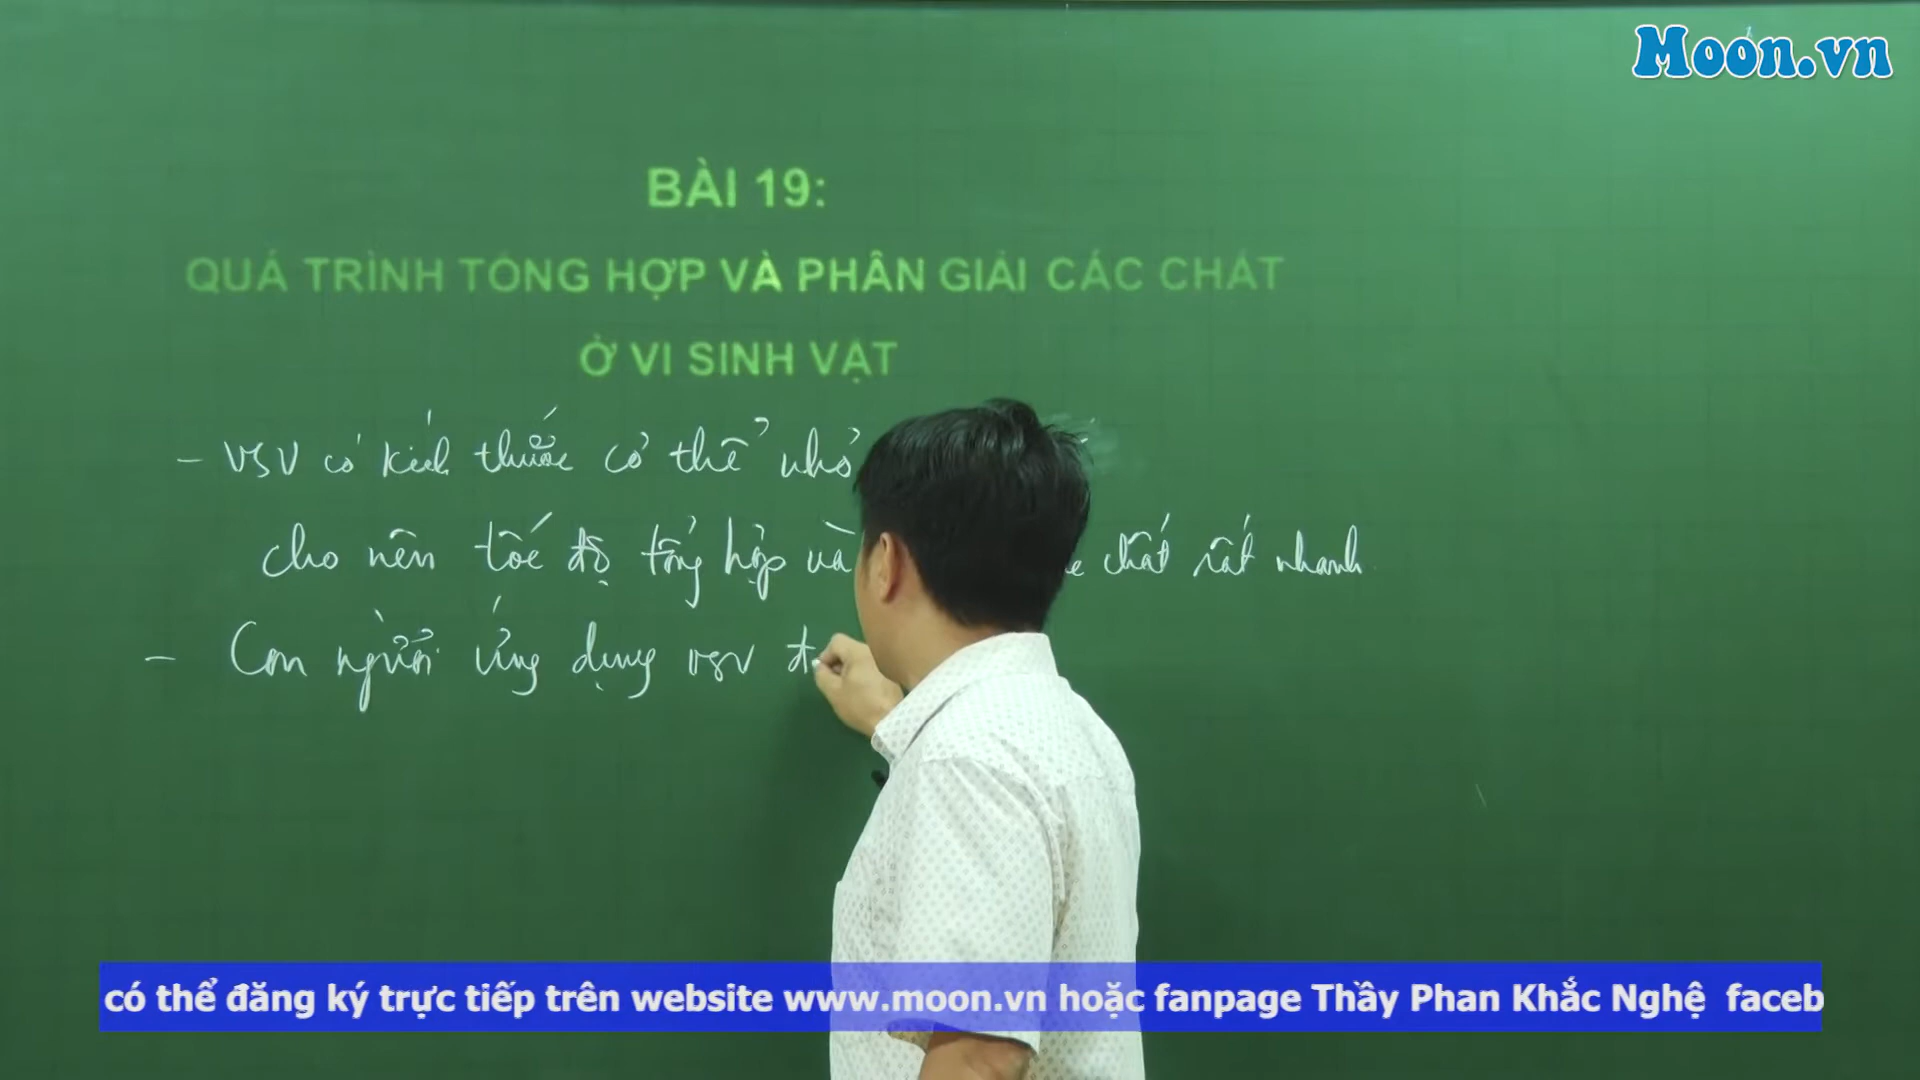 Moon.vn
BÀI 19:
QUÁ TRÌNH TỔNG HỢP VÀ PHÂN GIẢI CÁC CHẤT
Ở VI SINH VẬT
- VSV có kích thước cơ thể nhỏ
cho nên tốc độ tổng hợp và chất rất nhanh
- Con người ứng dụng VSV
có thể đăng ký trực tiếp trên website www.moon.vn hoặc fanpage Thầy Phan Khắc Nghệ faceb